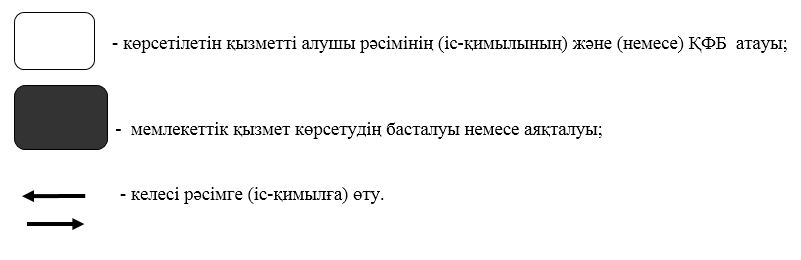 - көрсетілетін қызметті алушы рәсімінің (іс-қимылының) және (немесе) ҚФБ атауы;
- мемлекеттік қызмет көрсетудің басталуы немесе аяқталуы;
- келесі рәсімге (іс-қимылға) өту.